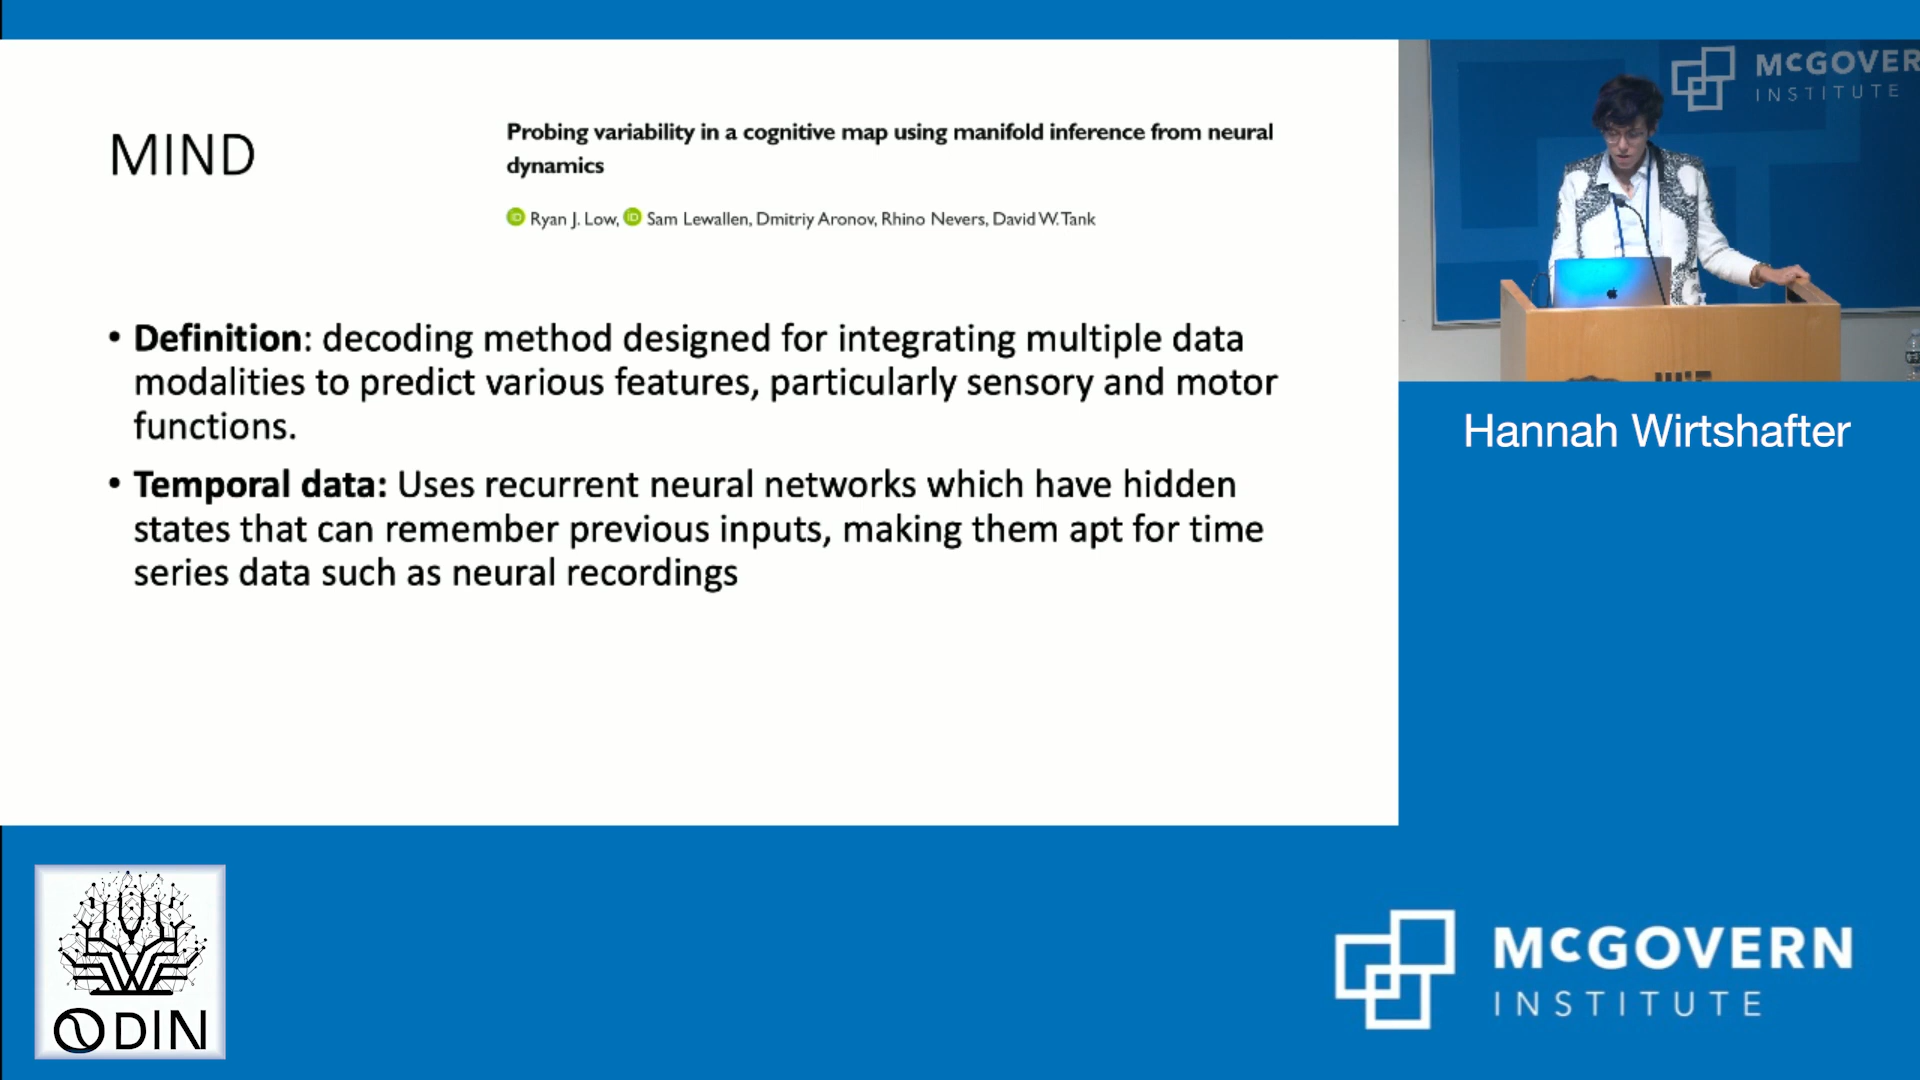 MIND
Probing variability in a cognitive map using manifold inference from neural
dynamics
Ryan J. Low, Sam Lewallen, Dmitriy Aronov, Rhino Nevers, David W. Tank
• Definition: decoding method designed for integrating multiple data
modalities to predict various features, particularly sensory and motor
functions.
• Temporal data: Uses recurrent neural networks which have hidden
states that can remember previous inputs, making them apt for time
series data such as neural recordings
McGOVER
INSTITUTE
Hannah Wirtshafter
ODIN
McGOVERN
INSTITUTE